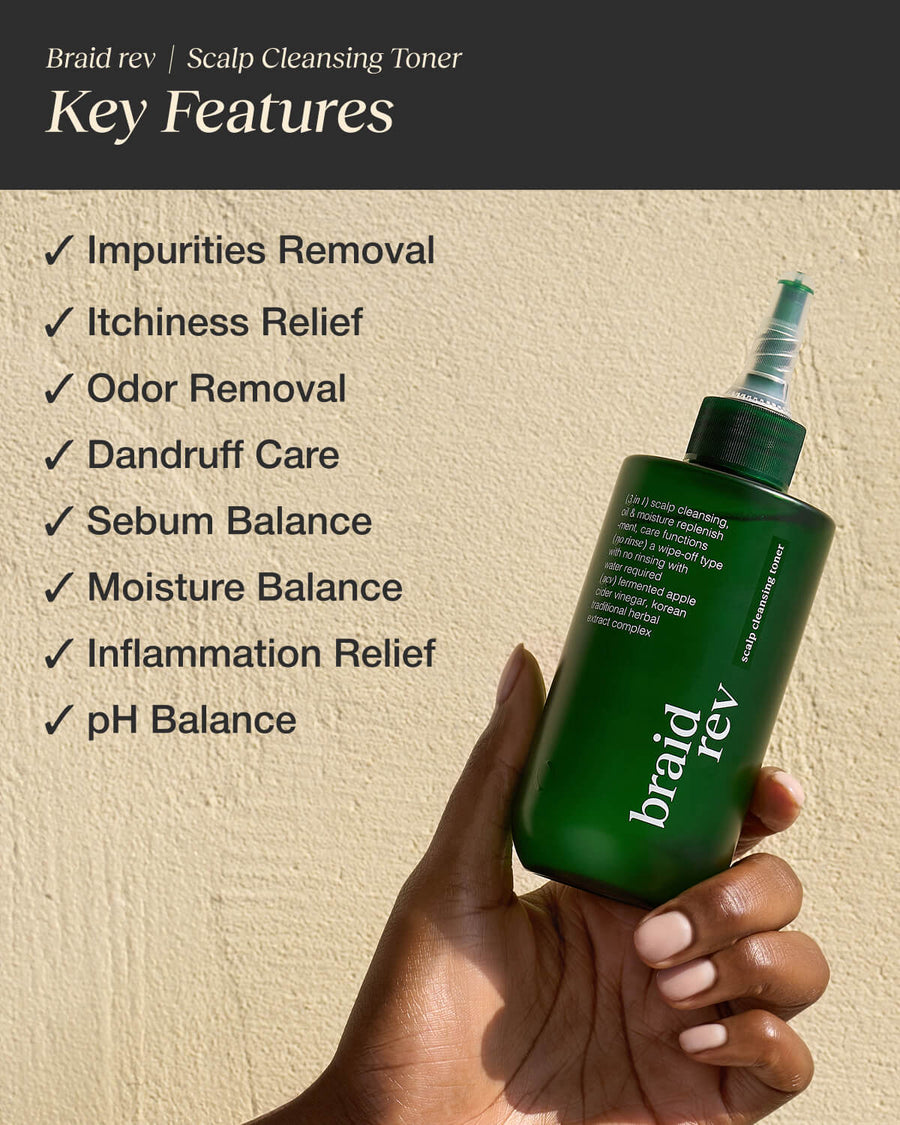 Braid rev | Scalp Cleansing Toner
Key Features
✓ Impurities Removal
✓ Itchiness Relief
✓ Odor Removal
✓ Dandruff Care
✓ Sebum Balance
✓ Moisture Balance
✓ Inflammation Relief
✓ pH Balance
(3 in 1) scalp cleansing,
oil & moisture replenish
-ment, care functions
(no rinse) a wipe-off type
with no rinsing with
water required
(acv) fermented apple
cider vinegar, korean
traditional herbal
extract complex
scalp cleansing toner
braid
rev